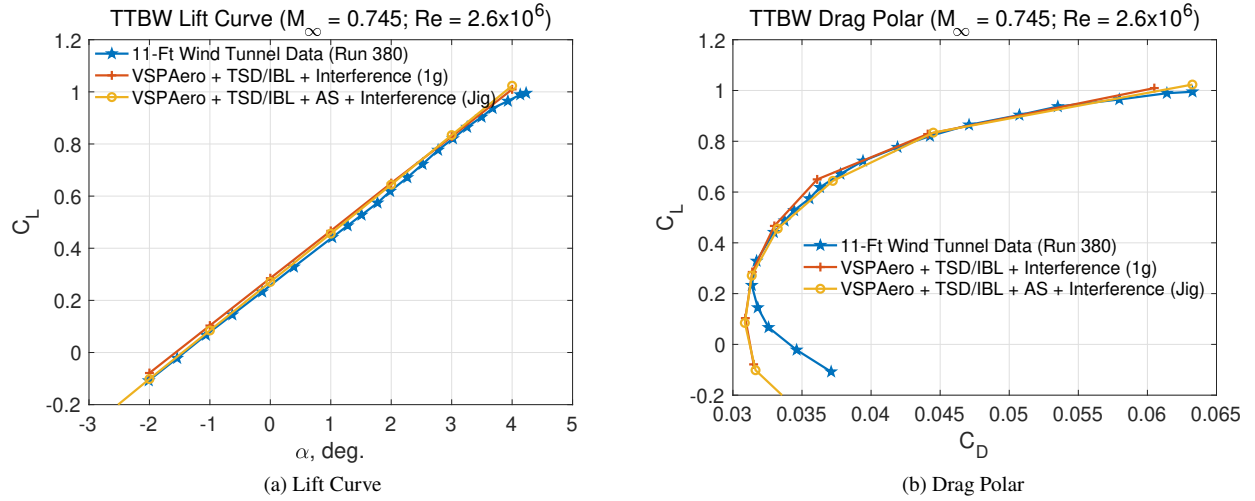 TTBW Lift Curve (M∞ = 0.745; Re = 2.6x10^6)
1.2
1
0.8
0.6
0.4
0.2
0
-0.2
C_L
11-Ft Wind Tunnel Data (Run 380)
VSPAero + TSD/IBL + Interference (1g)
VSPAero + TSD/IBL + AS + Interference (Jig)
-3 -2 -1 0 1 2 3 4 5
α, deg.
(a) Lift Curve
TTBW Drag Polar (M∞ = 0.745; Re = 2.6x10^6)
1.2
1
0.8
0.6
0.4
0.2
0
-0.2
C_L
11-Ft Wind Tunnel Data (Run 380)
VSPAero + TSD/IBL + Interference (1g)
VSPAero + TSD/IBL + AS + Interference (Jig)
0.03 0.035 0.04 0.045 0.05 0.055 0.06 0.065
C_D
(b) Drag Polar